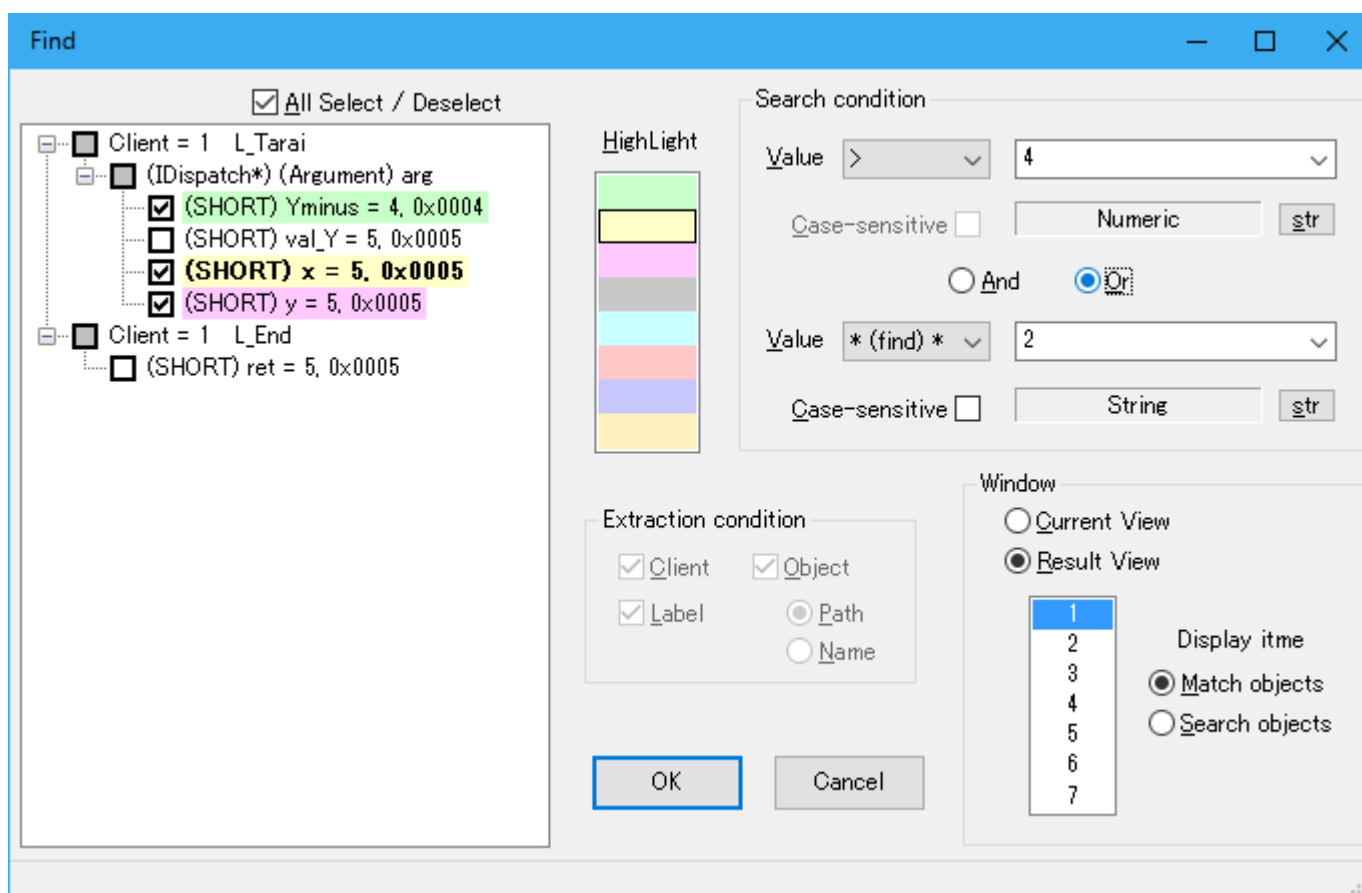 Find
All Select / Deselect
Client = 1 L_Tarai
(IDispatch*) (Argument) arg
(SHORT) Yminus = 4, 0x0004
(SHORT) val_Y = 5, 0x0005
(SHORT) x = 5, 0x0005
(SHORT) y = 5, 0x0005
Client = 1 L_End
(SHORT) ret = 5, 0x0005
HighLight
Search condition
Value > 4
Case-sensitive Numeric str
And Or
Value * (find) * 2
Case-sensitive String str
Extraction condition
Client Object
Label Path
Name
Window
Current View
Result View
1
2
3
4
5
6
7
Display itme
Match objects
Search objects
OK Cancel